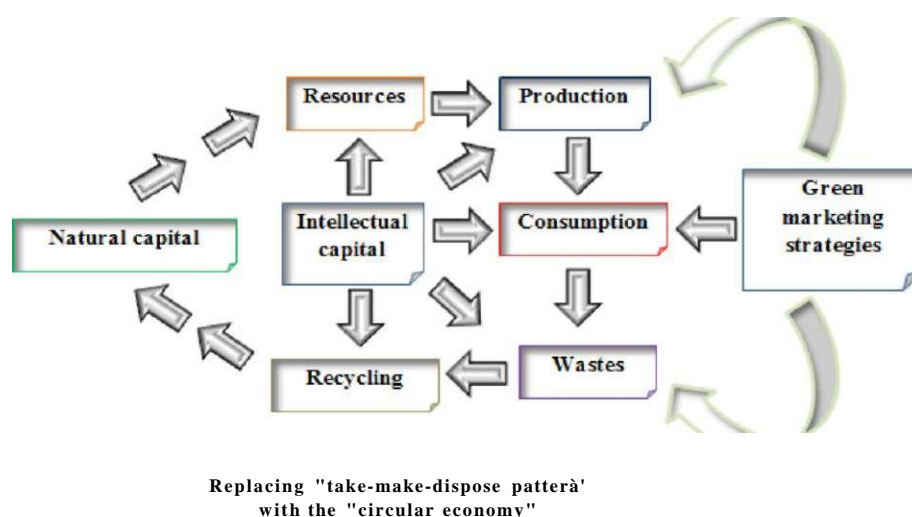 Resources
Production
Natural capital
Intellectual
capital
Consumption
Green
marketing
strategies
Recycling
Wastes
Replacing "take-make-dispose patterà'
with the "circular economy"